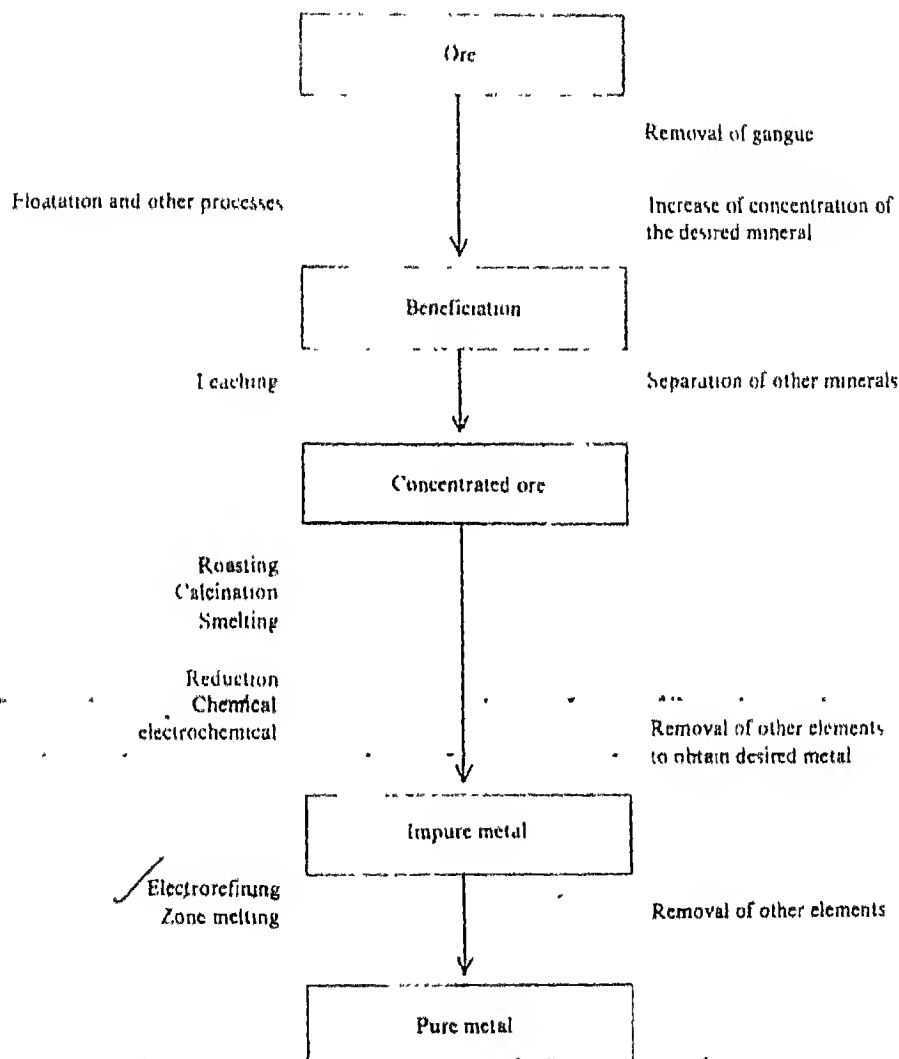 Ore
Removal of gangue
Floatation and other processes
Increase of concentration of
the desired mineral
Beneficiation
Leaching
Separation of other minerals
Concentrated ore
Roasting
Calcination
Smelting
Reduction
Chemical
electrochemical
Removal of other elements
to obtain desired metal
Impure metal
Electrorefining
Zone melting
Removal of other elements
Pure metal